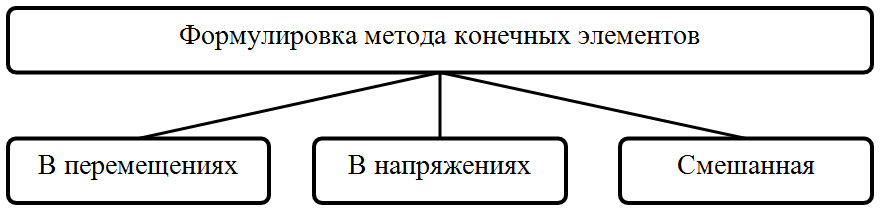 Формулировка метода конечных элементов
В перемещениях
В напряжениях
Смешанная